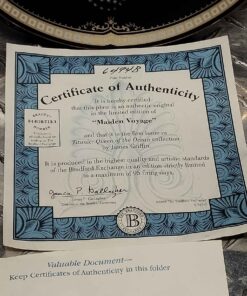 Certificate of Authenticity
It is hereby certified
that this plate is an authentic original
in the limited edition of
"Maiden Voyage"
and that it is the first issue in
Titanic: Queen of the Ocean collection
by James Griffin
It is produced to the highest quality and artistic standards
of the Bradford Exchange in an edition strictly limited
to a maximum of 95 firing days.
James P. Gallagher
B
Valuable Document—
Keep Certificates of Authenticity in this folder